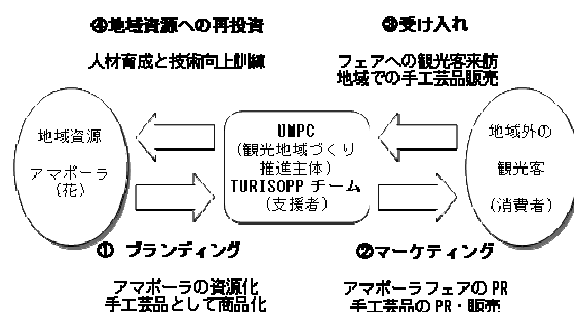 ④地域資源への再投資
人材育成と技術向上訓練
③受け入れ
フェアへの観光客来訪
地域での手工芸品販売
地域資源
アマポーラ
(花)
UMPC
(観光地域づくり
推進主体)
TURISOPP チーム
(支援者)
地域外の
観光客
(消費者)
① ブランディング
アマポーラの資源化
手工芸品として商品化
②マーケティング
アマポーラフェアのPR
手工芸品のPR・販売